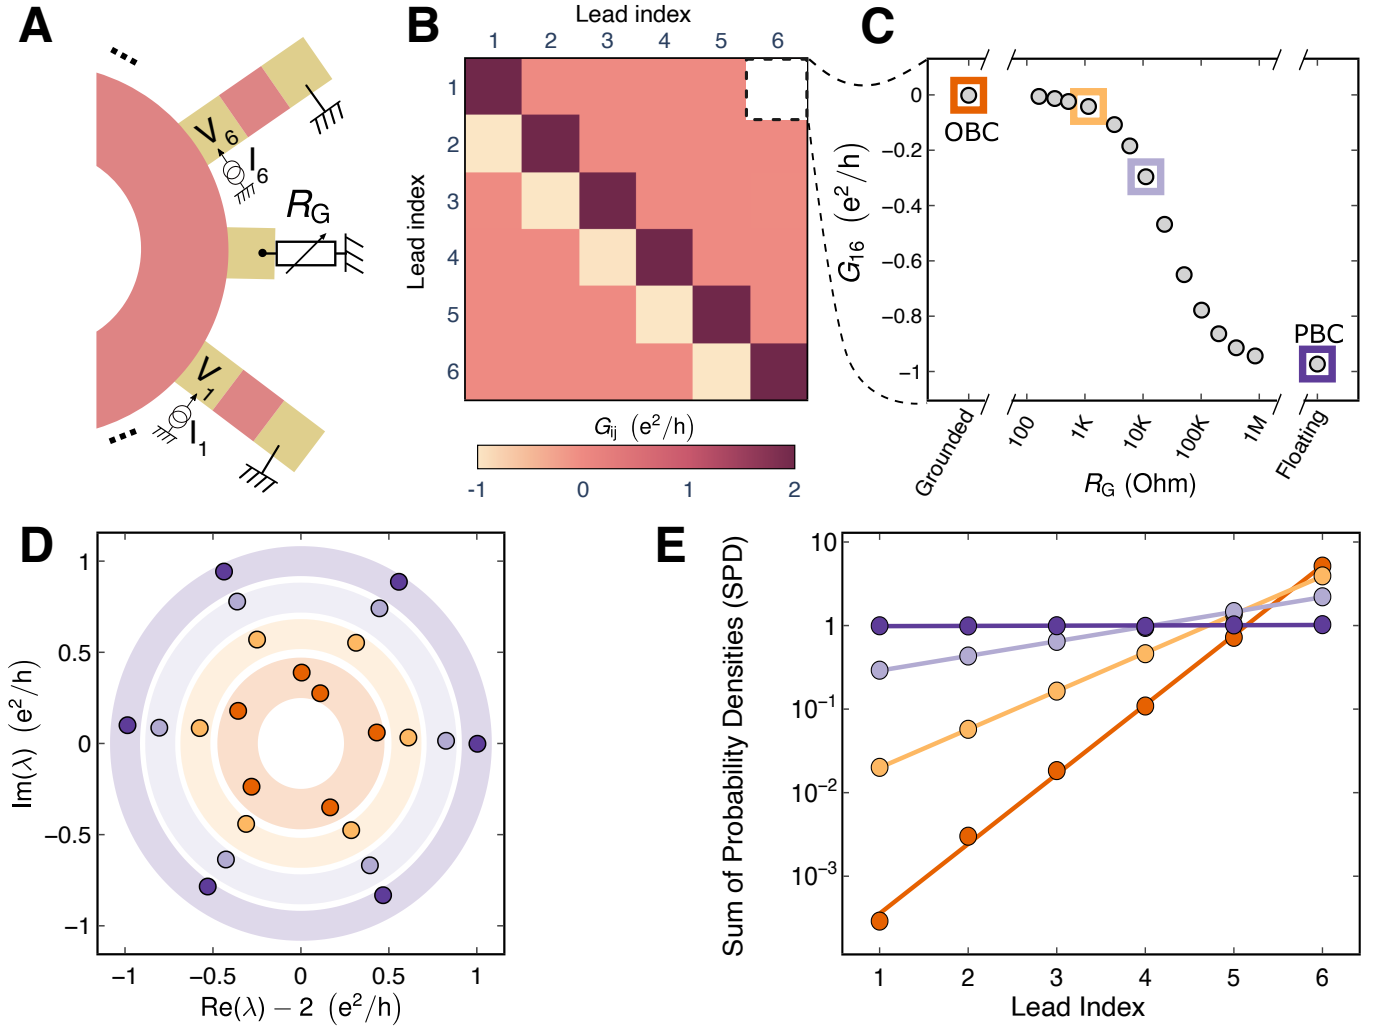 A
V6
I6
RG
V1
I1
B
Lead index
1 2 3 4 5 6
Lead index
1
2
3
4
5
6
Gij (e²/h)
-1 0 1 2
C
G16 (e²/h)
0
−0.2
−0.4
−0.6
−0.8
−1
OBC
PBC
Grounded 100 1K 10K 100K 1M Floating
RG (Ohm)
D
Im(λ) (e²/h)
1
0.5
0
−0.5
−1
−1 −0.5 0 0.5 1
Re(λ) − 2 (e²/h)
E
Sum of Probability Densities (SPD)
10
1
10⁻¹
10⁻²
10⁻³
1 2 3 4 5 6
Lead Index